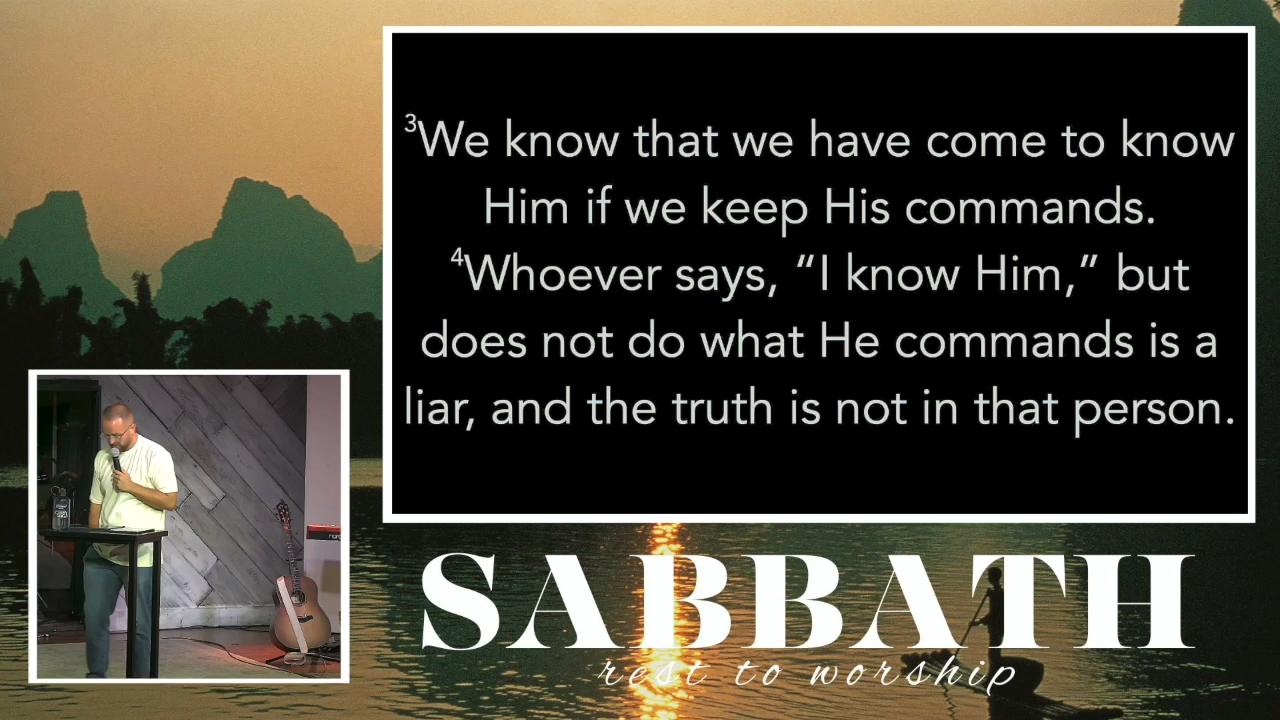 ³We know that we have come to know
Him if we keep His commands.
⁴Whoever says, “I know Him,” but
does not do what He commands is a
liar, and the truth is not in that person.
SABBATH
rest to worship